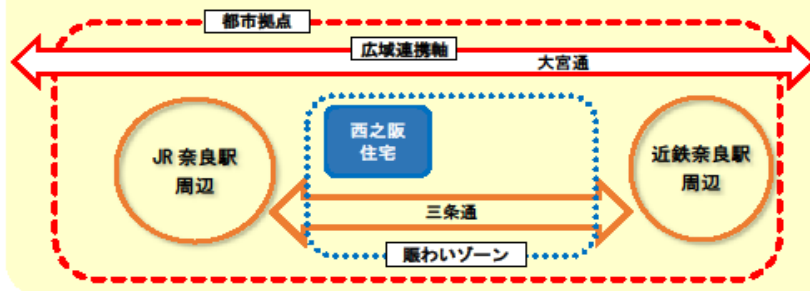 都市拠点
広域連携軸
大宮通
西之阪
住宅
JR 奈良駅
周辺
近鉄奈良駅
周辺
三条通
賑わいゾーン